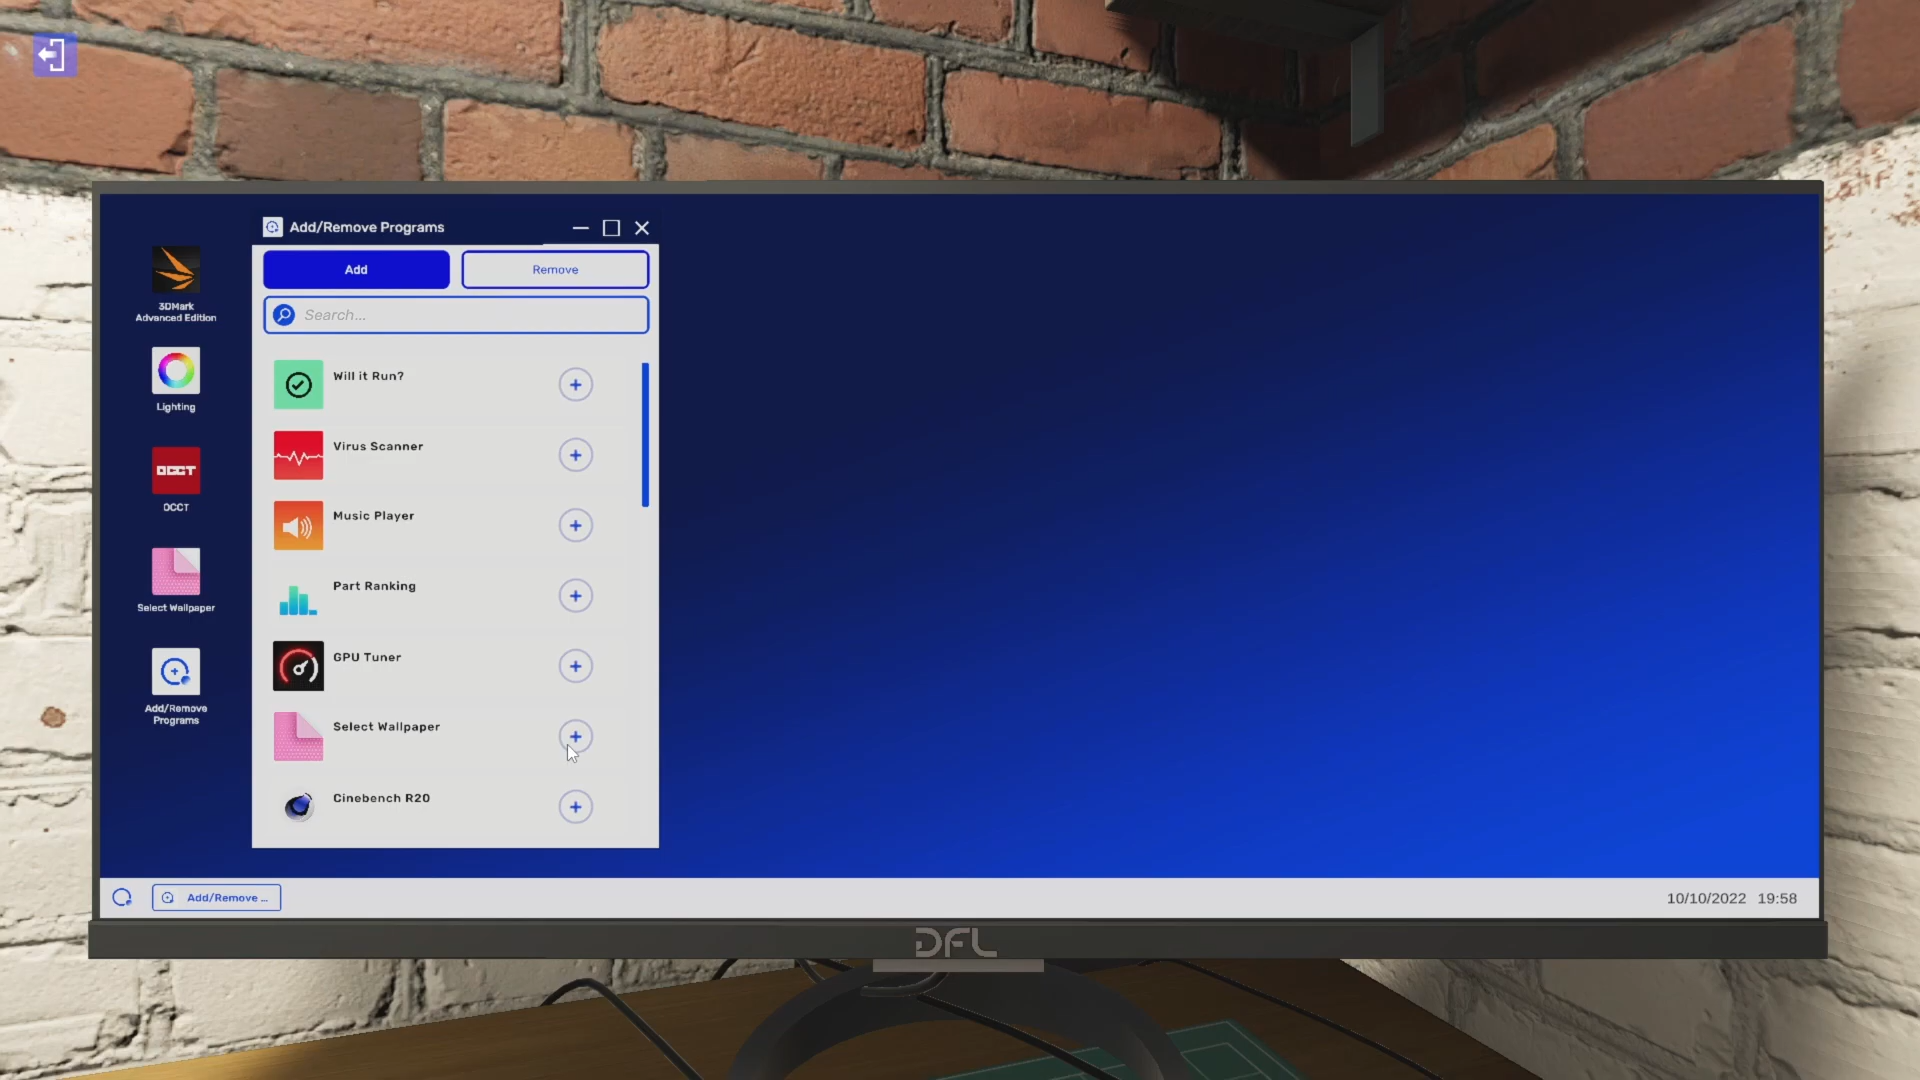 Add/Remove Programs
Add
Remove
Search...
3DMark
Advanced Edition
Lighting
OCCT
OCCT
Select Wallpaper
Add/Remove
Programs
Will it Run?
Virus Scanner
Music Player
Part Ranking
GPU Tuner
Select Wallpaper
Cinebench R20
Add/Remove ...
10/10/2022 19:58
DFL